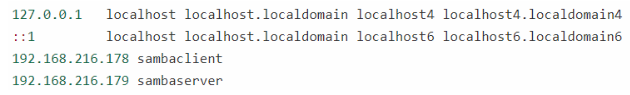 127.0.0.1   localhost localhost.localdomain localhost4 localhost4.localdomain4
::1         localhost localhost.localdomain localhost6 localhost6.localdomain6
192.168.216.178 sambaclient
192.168.216.179 sambaserver